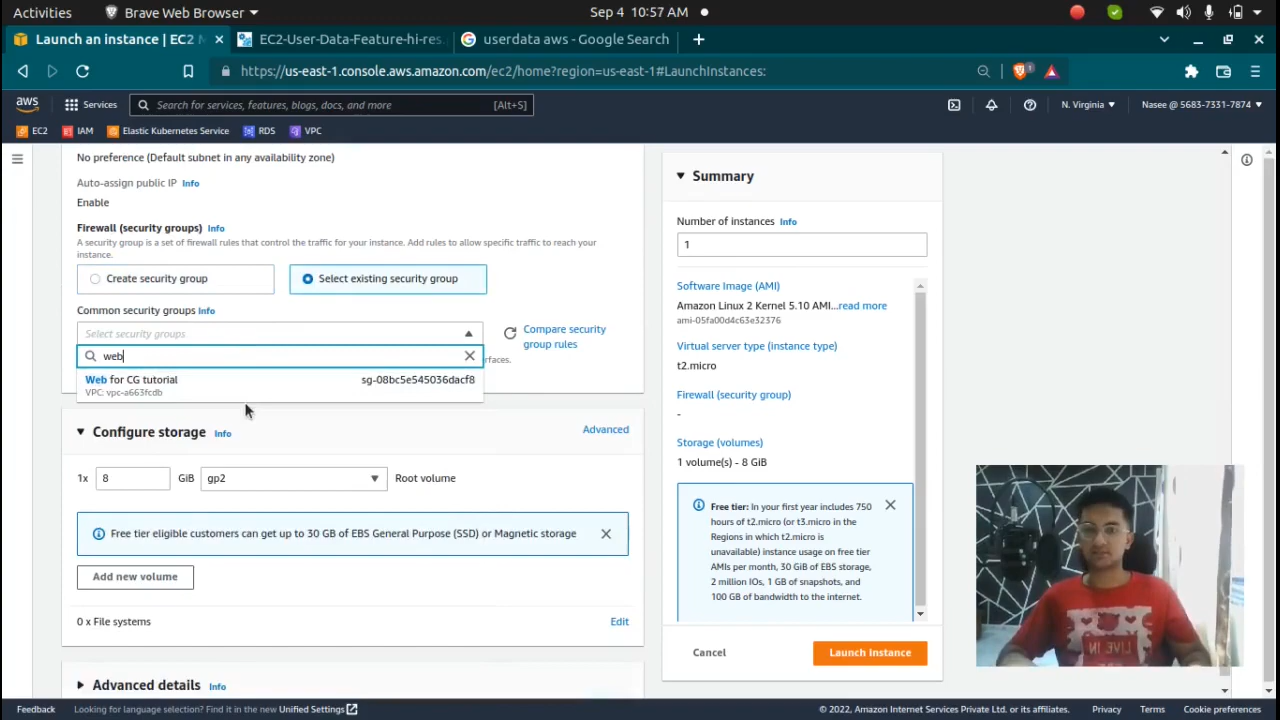 Activities
Brave Web Browser
Sep 4 10:57 AM
Launch an instance | EC2 M
EC2-User-Data-Feature-hi-res.
userdata aws - Google Search
https://us-east-1.console.aws.amazon.com/ec2/home?region=us-east-1#LaunchInstances:
1
aws
Services
Search for services, features, blogs, docs, and more
[Alt+S]
N. Virginia
Nasee @ 5683-7331-7874
EC2
IAM
Elastic Kubernetes Service
RDS
VPC
No preference (Default subnet in any availability zone)
Auto-assign public IP Info
Enable
Firewall (security groups) Info
A security group is a set of firewall rules that control the traffic for your instance. Add rules to allow specific traffic to reach your
instance.
Create security group
Select existing security group
Common security groups Info
Select security groups
Compare security
group rules
web
rfaces.
Web for CG tutorial
sg-08bc5e545036dacf8
VPC: vpc-a663fcdb
Configure storage Info
Advanced
1x
8
GiB
gp2
Root volume
Free tier eligible customers can get up to 30 GB of EBS General Purpose (SSD) or Magnetic storage
Add new volume
0 x File systems
Edit
Advanced details Info
Summary
Number of instances Info
1
Software Image (AMI)
Amazon Linux 2 Kernel 5.10 AMI...read more
ami-05fa00d4c63e32376
Virtual server type (instance type)
t2.micro
Firewall (security group)
-
Storage (volumes)
1 volume(s) - 8 GiB
Free tier: In your first year includes 750
hours of t2.micro (or t3.micro in the
Regions in which t2.micro is
unavailable) instance usage on free tier
AMIs per month, 30 GiB of EBS storage,
2 million IOs, 1 GB of snapshots, and
100 GB of bandwidth to the internet.
Cancel
Launch instance
LIVE IN
Feedback
Looking for language selection? Find it in the new Unified Settings
© 2022, Amazon Internet Services Private Ltd. or its affiliates.
Privacy
Terms
Cookie preferences